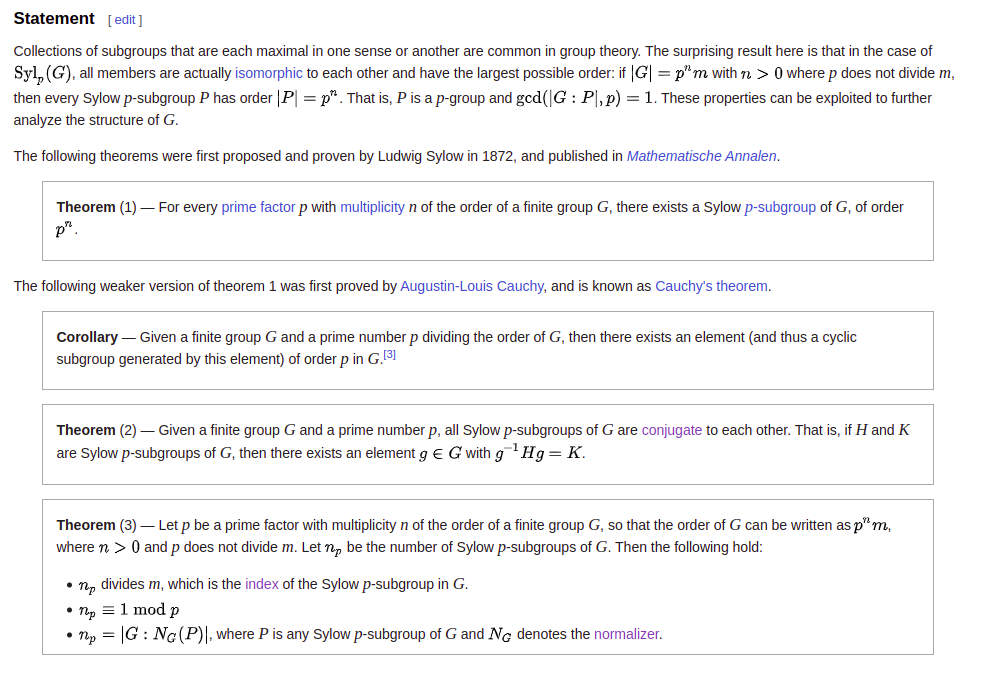 Statement [ edit ]
Collections of subgroups that are each maximal in one sense or another are common in group theory. The surprising result here is that in the case of
Sylₚ(G), all members are actually isomorphic to each other and have the largest possible order: if |G| = pⁿm with n > 0 where p does not divide m,
then every Sylow p-subgroup P has order |P| = pⁿ. That is, P is a p-group and gcd(|G : P|, p) = 1. These properties can be exploited to further
analyze the structure of G.
The following theorems were first proposed and proven by Ludwig Sylow in 1872, and published in Mathematische Annalen.
Theorem (1) — For every prime factor p with multiplicity n of the order of a finite group G, there exists a Sylow p-subgroup of G, of order
pⁿ.
The following weaker version of theorem 1 was first proved by Augustin-Louis Cauchy, and is known as Cauchy's theorem.
Corollary — Given a finite group G and a prime number p dividing the order of G, then there exists an element (and thus a cyclic
subgroup generated by this element) of order p in G.[3]
Theorem (2) — Given a finite group G and a prime number p, all Sylow p-subgroups of G are conjugate to each other. That is, if H and K
are Sylow p-subgroups of G, then there exists an element g ∈ G with g⁻¹Hg = K.
Theorem (3) — Let p be a prime factor with multiplicity n of the order of a finite group G, so that the order of G can be written as pⁿm,
where n > 0 and p does not divide m. Let nₚ be the number of Sylow p-subgroups of G. Then the following hold:
• nₚ divides m, which is the index of the Sylow p-subgroup in G.
• nₚ ≡ 1 mod p
• nₚ = |G : N_G(P)|, where P is any Sylow p-subgroup of G and N_G denotes the normalizer.